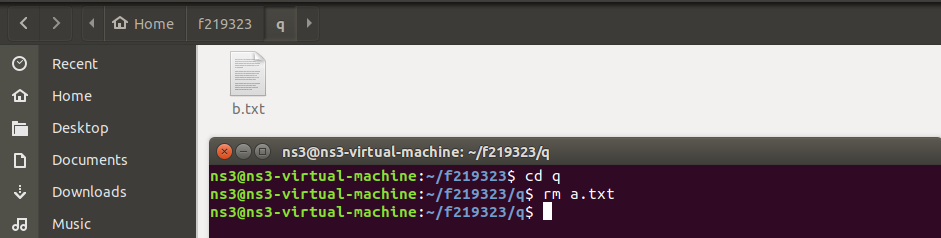 Home f219323 q
Recent
Home
Desktop
Documents
Downloads
Music
b.txt
ns3@ns3-virtual-machine: ~/f219323/q
ns3@ns3-virtual-machine:~/f219323$ cd q
ns3@ns3-virtual-machine:~/f219323/q$ rm a.txt
ns3@ns3-virtual-machine:~/f219323/q$